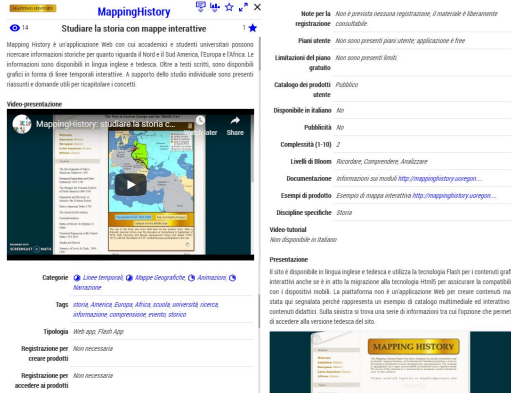 MAPPING HISTORY
MappingHistory
14
Studiare la storia con mappe interattive
1
Mapping History è un'applicazione Web con cui accademici e studenti universitari possono
ricercare informazioni storiche per quanto riguarda il Nord e il Sud America, l'Europa e l'Africa. Le
informazioni sono disponibili in lingua inglese e tedesca. Oltre a testi scritti, sono disponibili
grafici in forma di linee temporali interattive. A supporto dello studio individuale sono presenti
riassunti e domande utili per ricapitolare i concetti.
Video-presentazione
MappingHistory: studiare la storia c...
later
Share
SCREENCAST
MATIC
Categorie Linee temporali, Mappe Geografiche, Animazioni,
Narrazione
Tags storia, America, Europa, Africa, scuola, università, ricerca,
informazione, comprensione, evento, storico
Tipologia Web app, Flash App
Registrazione per Non necessaria
creare prodotti
Registrazione per Non necessaria
accedere ai prodotti
Note per la Non è prevista nessuna registrazione, il materiale è liberamente
registrazione consultabile.
Piani utente Non sono presenti piani utente; applicazione è free
Limitazioni del piano Non sono presenti limiti
gratuito
Catalogo dei prodotti Pubblico
utente
Disponibile in italiano No
Pubblicità No
Complessità (1-10) 2
Livelli di Bloom Ricordare, Comprendere, Analizzare
Documentazione Informazioni sui moduli http://mappinghistory.uoregon....
Esempi di prodotto Esempio di mappa interattiva http://mappinghistory.uoregon....
Discipline specifiche Storia
Video-tutorial
Non disponibile in Italiano
Presentazione
Il sito è disponibile in lingua inglese e tedesca e utilizza la tecnologia Flash per i contenuti grafi
interattivi anche se è in atto la migrazione alla tecnologia Html5 per assicurare la compatibilit
con i dispositivi mobili. La piattaforma non è un'applicazione Web per creare contenuti ma
stata qui segnalata perché rappresenta un esempio di catalogo multimediale ed interattivo
contenuti didattici. Sulla sinistra si trova una serie di informazioni tra cui l'opzione che permet
di accedere alla versione tedesca del sito.
MAPPING HISTORY